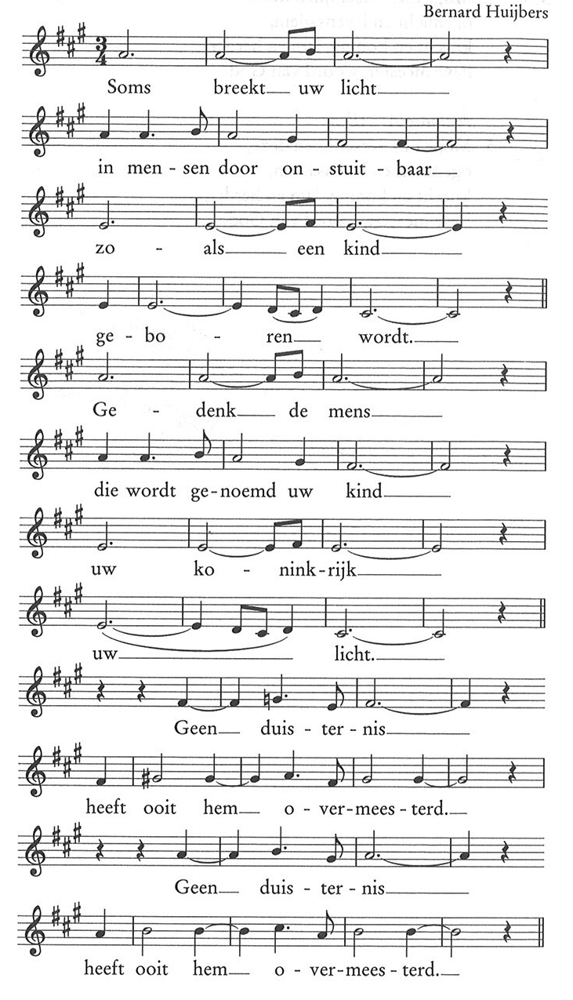 Bernard Huijbers
3
4
Soms breekt uw licht
in men - sen door on - stuit - baar
zo - als een kind
ge - bo - ren wordt.
Ge - denk de mens
die wordt ge - noemd uw kind
uw ko - nink - rijk
uw licht.
Geen duis - ter - nis
heeft ooit hem o - ver - mees - terd.
Geen duis - ter - nis
heeft ooit hem o - ver - mees - terd.